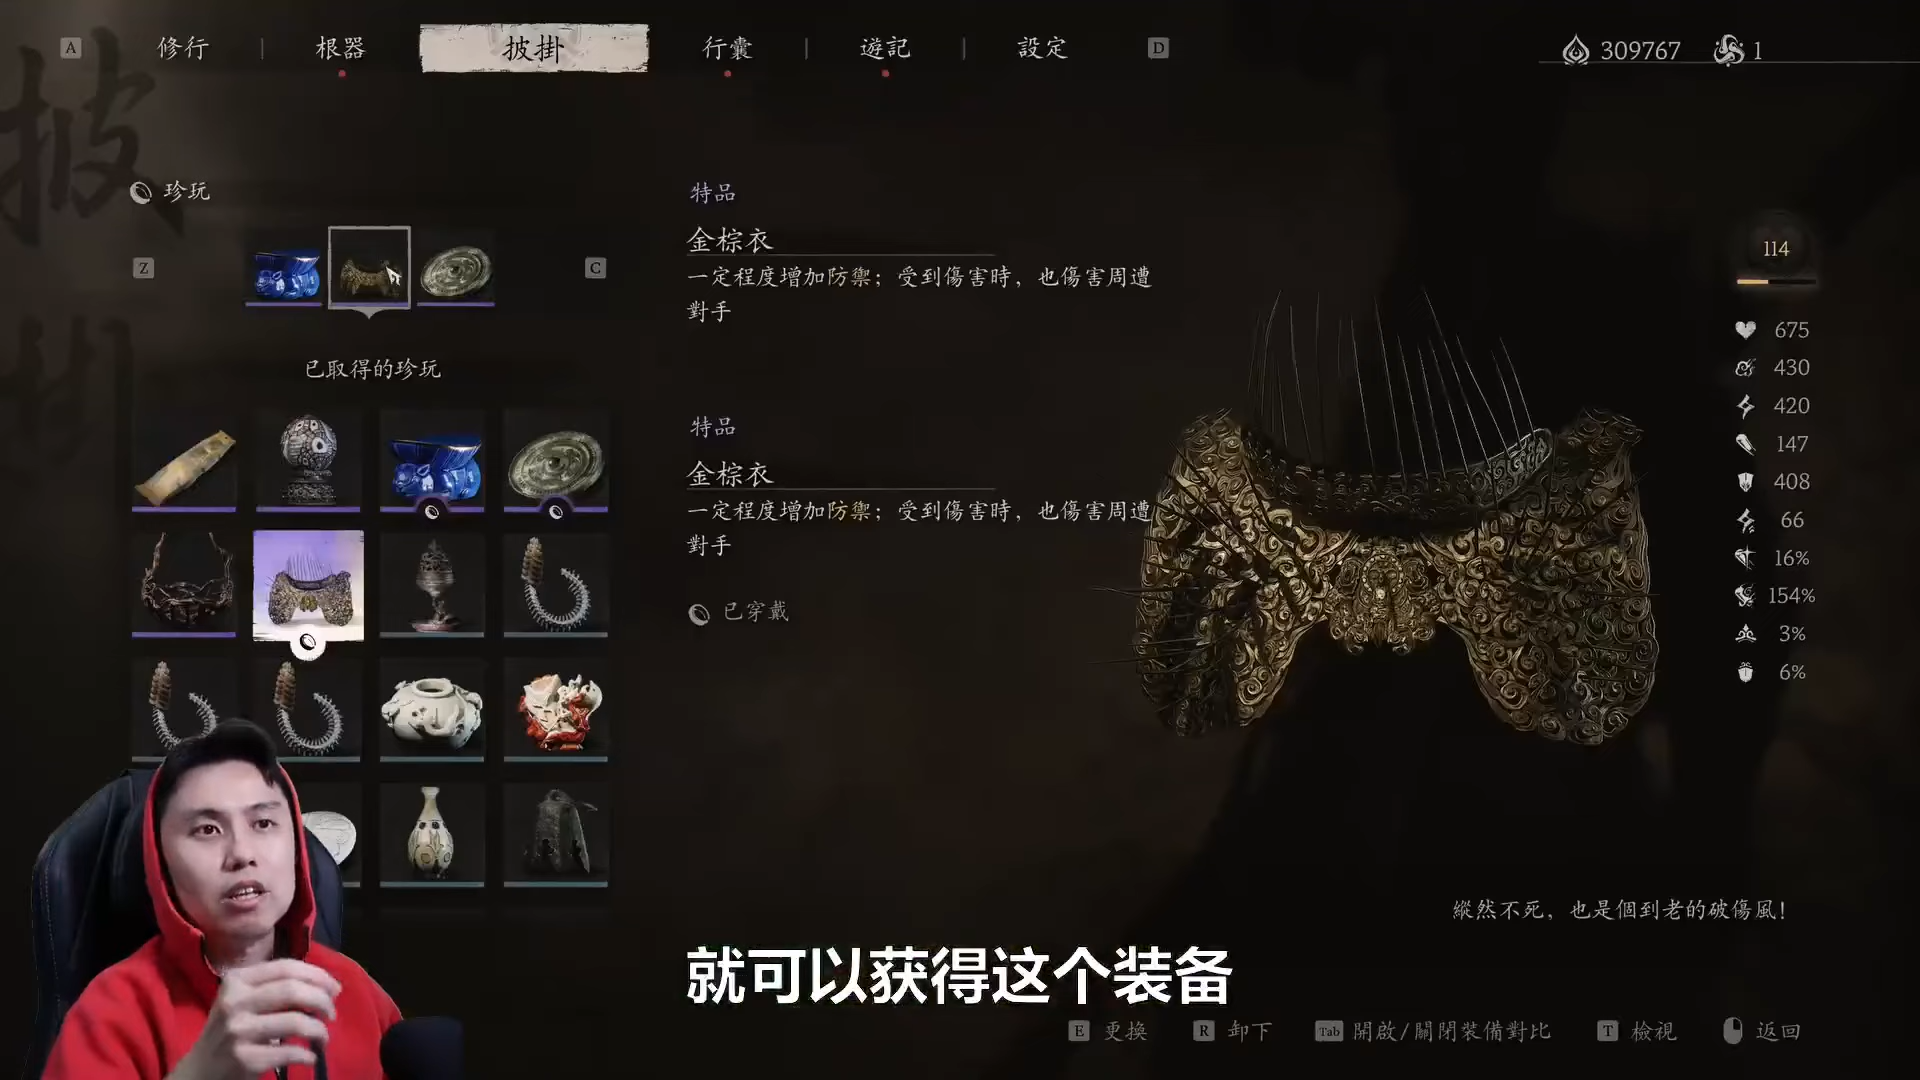 A 修行 根器 披掛 行囊 遊記 設定 D
309767 1
披掛
珍玩
Z C
已取得的珍玩
特品
金棕衣
一定程度增加防禦；受到傷害時，也傷害周遭
對手
特品
金棕衣
一定程度增加防禦；受到傷害時，也傷害周遭
對手
已穿戴
114
675
430
420
147
408
66
16%
154%
3%
6%
縱然不死，也是個到老的破傷風！
就可以获得这个装备
E 更換 R 卸下 Tab 開啟/關閉裝備對比 T 檢視 返回